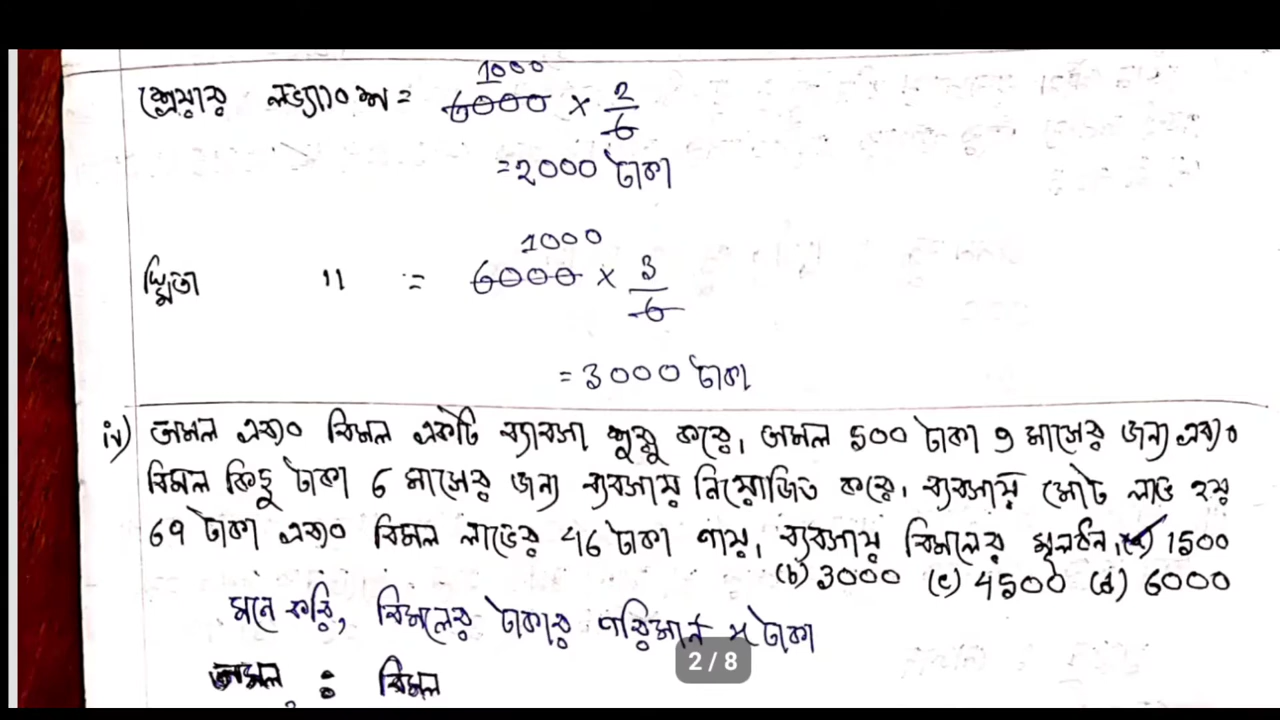 1000
শ্রেয়ার লভ্যাংশ = 6000 × 2/6
= 2000 টাকা
1000
স্মিতা " = 6000 × 3/6
= 3000 টাকা
iv) অমল এবং বিমল একটি ব্যাবসা শুরু করে। অমল 500 টাকা 9 মাসের জন্য এবং
বিমল কিছু টাকা 6 মাসের জন্য ব্যবসায় নিয়োজিত করে। ব্যবসায় মোট লাভ হয়
69 টাকা এবং বিমল লাভের 46 টাকা পায়। ব্যবসায় বিমলের মূলধন। (a) 1500
(b) 3000 (c) 4500 (d) 6000
মনে করি, বিমলের টাকার পরিমান x টাকা
2 / 8
অমল : বিমল